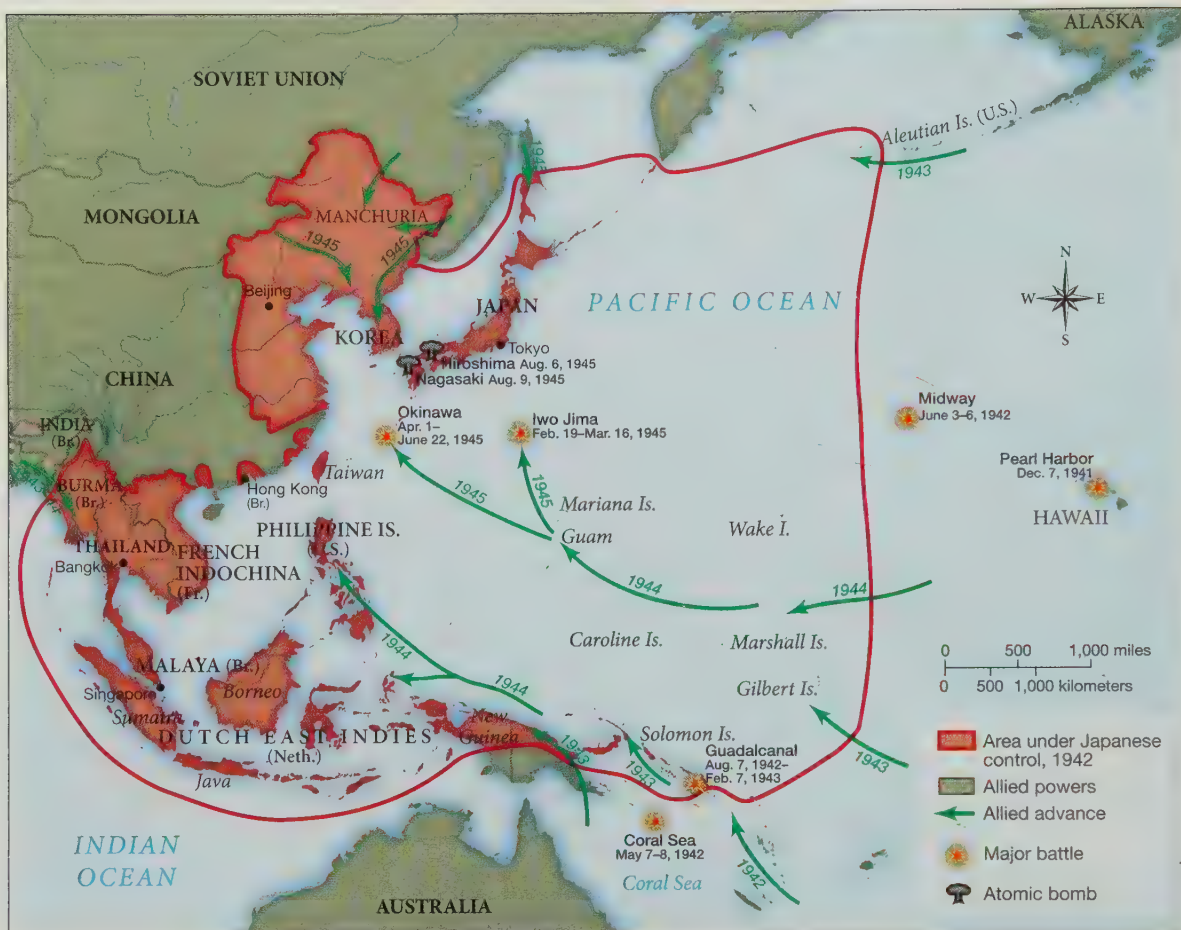 ALASKA
SOVIET UNION
Aleutian Is. (U.S.)
1943
1945
MONGOLIA
MANCHURIA
1945
1945
Beijing
JAPAN
PACIFIC OCEAN
N
W
E
S
KOREA
Tokyo
Hiroshima Aug. 6, 1945
Nagasaki Aug. 9, 1945
CHINA
Midway
June 3–6, 1942
Okinawa
Apr. 1–
June 22, 1945
Iwo Jima
Feb. 19–Mar. 16, 1945
INDIA
(Br.)
Pearl Harbor
Dec. 7, 1941
Taiwan
BURMA
(Br.)
Hong Kong
(Br.)
1945
1945
Mariana Is.
HAWAII
PHILIPPINE IS.
(U.S.)
Guam
Wake I.
THAILAND
Bangkok
FRENCH
INDOCHINA
(Fr.)
1944
1944
Caroline Is.
Marshall Is.
1944
0 500 1,000 miles
0 500 1,000 kilometers
MALAYA (Br.)
Singapore
Borneo
Sumatra
1944
Gilbert Is.
New
Guinea
DUTCH EAST INDIES
(Neth.)
Solomon Is.
Java
1943
1943
Guadalcanal
Aug. 7, 1942–
Feb. 7, 1943
1943
Area under Japanese
control, 1942
Allied powers
Allied advance
Major battle
Atomic bomb
INDIAN
OCEAN
Coral Sea
May 7–8, 1942
Coral Sea
1942
AUSTRALIA